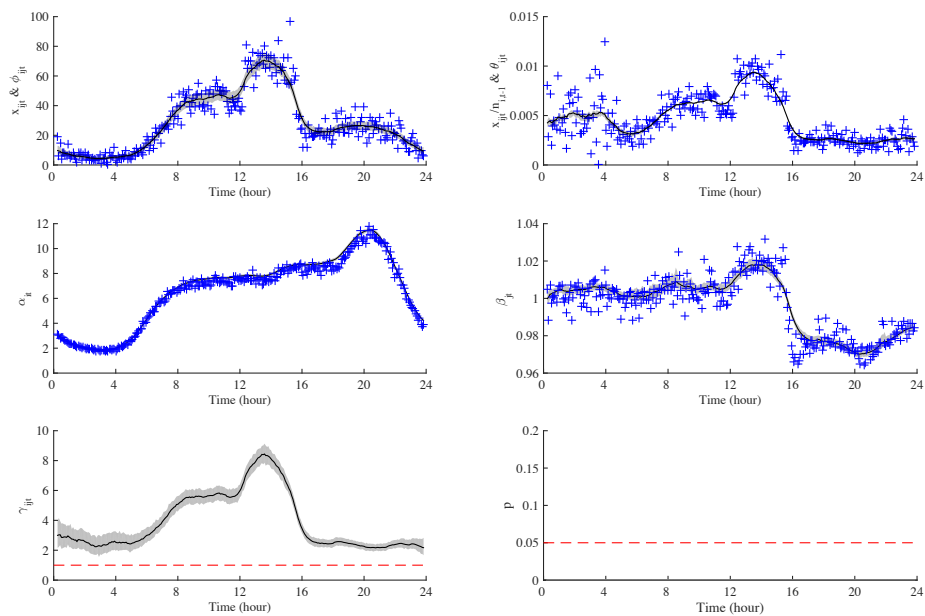 100
80
60
40
20
0
x_ijt & ϕ_ijt
0 4 8 12 16 20 24
Time (hour)
0.015
0.01
0.005
0
x_ijt/n_i,t-1 & θ_ijt
0 4 8 12 16 20 24
Time (hour)
12
10
8
6
4
2
0
α_it
0 4 8 12 16 20 24
Time (hour)
1.04
1.02
1
0.98
0.96
β_jt
0 4 8 12 16 20 24
Time (hour)
10
8
6
4
2
0
γ_ijt
0 4 8 12 16 20 24
Time (hour)
0.2
0.15
0.1
0.05
0
p
0 4 8 12 16 20 24
Time (hour)